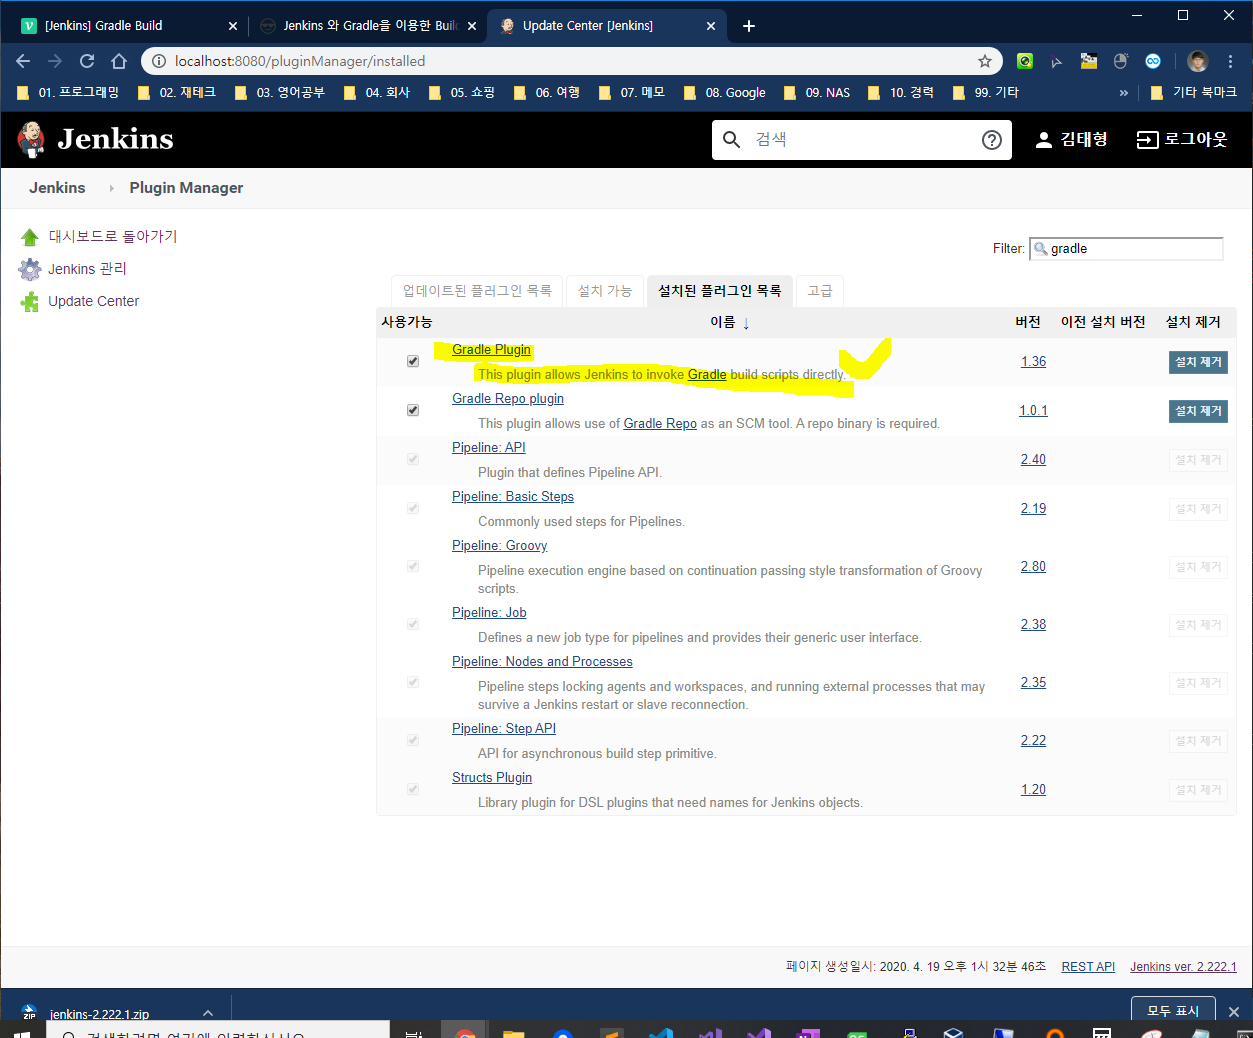 [Jenkins] Gradle Build
Jenkins 와 Gradle을 이용한 Build
Update Center [Jenkins]
localhost:8080/pluginManager/installed
01. 프로그래밍
02. 재테크
03. 영어공부
04. 회사
05. 쇼핑
06. 여행
07. 메모
08. Google
09. NAS
10. 경력
99. 기타
»
기타 북마크
Jenkins
검색
김태형
로그아웃
Jenkins
Plugin Manager
대시보드로 돌아가기
Jenkins 관리
Update Center
Filter: gradle
업데이트된 플러그인 목록
설치 가능
설치된 플러그인 목록
고급
사용가능 이름 ↓ 버전 이전 설치 버전 설치 제거
Gradle Plugin
This plugin allows Jenkins to invoke Gradle build scripts directly.
1.36
설치 제거
Gradle Repo plugin
This plugin allows use of Gradle Repo as an SCM tool. A repo binary is required.
1.0.1
설치 제거
Pipeline: API
Plugin that defines Pipeline API.
2.40
설치 제거
Pipeline: Basic Steps
Commonly used steps for Pipelines.
2.19
설치 제거
Pipeline: Groovy
Pipeline execution engine based on continuation passing style transformation of Groovy
scripts.
2.80
설치 제거
Pipeline: Job
Defines a new job type for pipelines and provides their generic user interface.
2.38
설치 제거
Pipeline: Nodes and Processes
Pipeline steps locking agents and workspaces, and running external processes that may
survive a Jenkins restart or slave reconnection.
2.35
설치 제거
Pipeline: Step API
API for asynchronous build step primitive.
2.22
설치 제거
Structs Plugin
Library plugin for DSL plugins that need names for Jenkins objects.
1.20
설치 제거
페이지 생성일시: 2020. 4. 19 오후 1시 32분 46초
REST API
Jenkins ver. 2.222.1
jenkins-2.222.1.zip
모두 표시
검색하려면 여기에 입력하십시오.